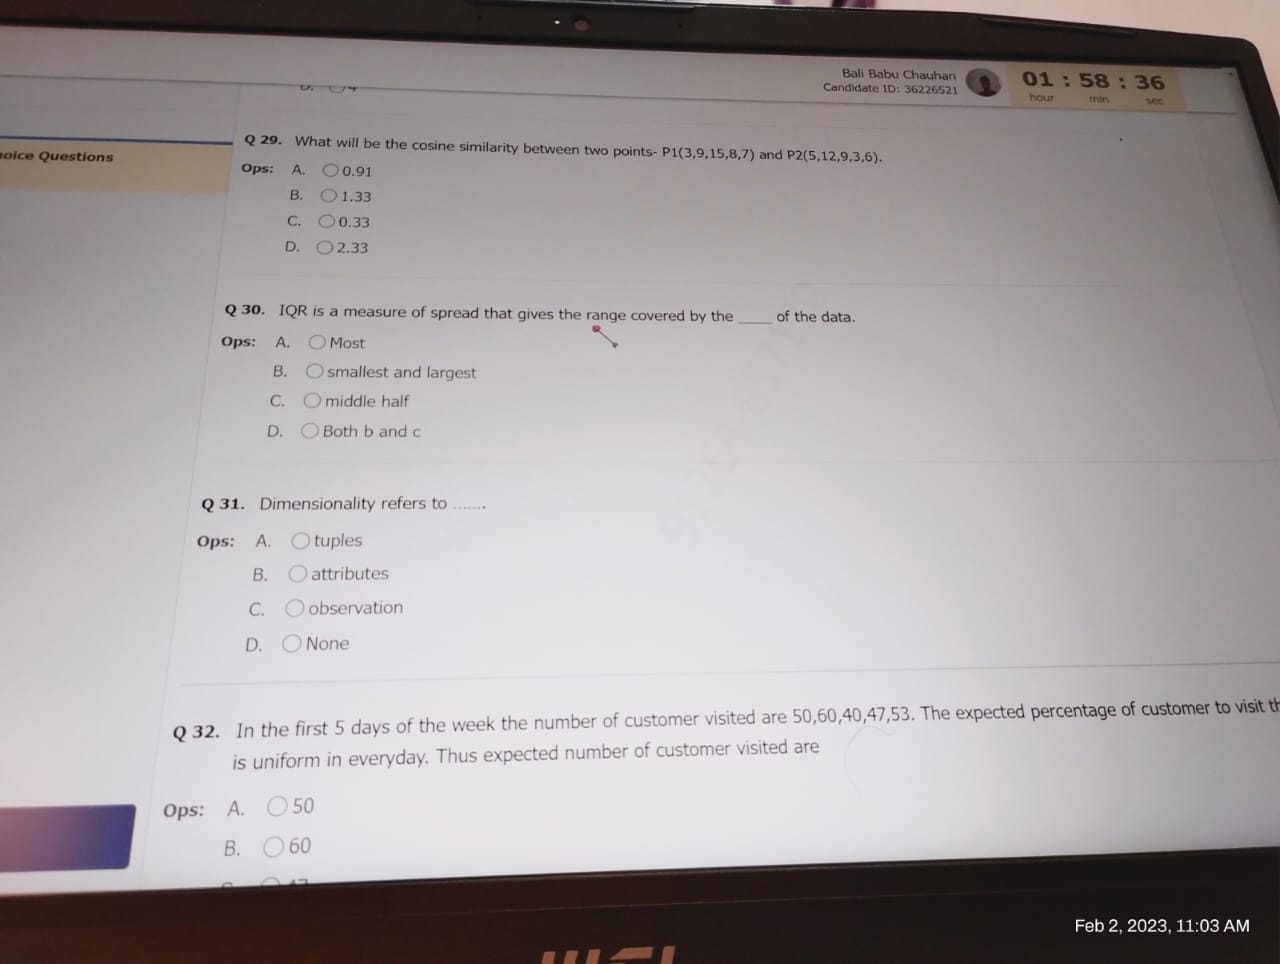 Bali Babu Chauhan
Candidate ID: 36226521
01 : 58 : 36
hour min sec
oice Questions
Q 29. What will be the cosine similarity between two points- P1(3,9,15,8,7) and P2(5,12,9,3,6).
Ops: A. 0.91
B. 1.33
C. 0.33
D. 2.33
Q 30. IQR is a measure of spread that gives the range covered by the ____ of the data.
Ops: A. Most
B. smallest and largest
C. middle half
D. Both b and c
Q 31. Dimensionality refers to .......
Ops: A. tuples
B. attributes
C. observation
D. None
Q 32. In the first 5 days of the week the number of customer visited are 50,60,40,47,53. The expected percentage of customer to visit th
is uniform in everyday. Thus expected number of customer visited are
Ops: A. 50
B. 60
Feb 2, 2023, 11:03 AM